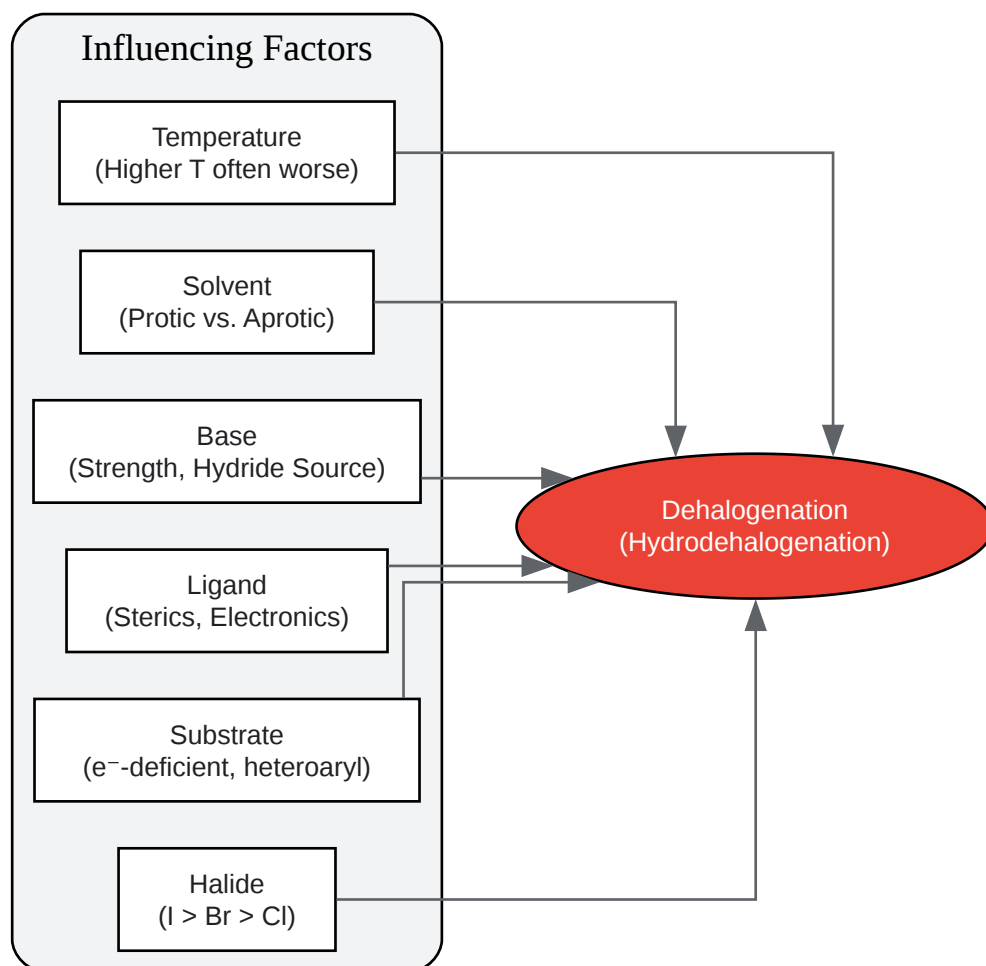 Influencing Factors
Temperature
(Higher T often worse)
Solvent
(Protic vs. Aprotic)
Base
(Strength, Hydride Source)
Ligand
(Sterics, Electronics)
Substrate
(e⁻-deficient, heteroaryl)
Halide
(I > Br > Cl)
Dehalogenation
(Hydrodehalogenation)